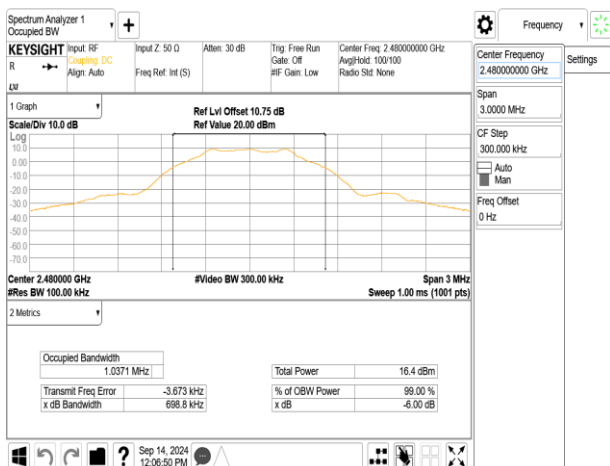 Spectrum Analyzer 1
Occupied BW
Frequency
KEYSIGHT Input: RF Input Z: 50 Ω Atten: 30 dB Trig: Free Run Center Freq: 2.480000000 GHz
R Coupling: DC Gate: Off Avg|Hold: 100/100
Align: Auto Freq Ref: Int (S) #IF Gain: Low Radio Std: None
LXI
Center Frequency
2.480000000 GHz
Settings
Span
3.0000 MHz
CF Step
300.000 kHz
Auto
Man
Freq Offset
0 Hz
1 Graph
Ref Lvl Offset 10.75 dB
Scale/Div 10.0 dB Ref Value 20.00 dBm
Log
10.0
0.00
-10.0
-20.0
-30.0
-40.0
-50.0
-60.0
-70.0
Center 2.480000 GHz #Video BW 300.00 kHz Span 3 MHz
#Res BW 100.00 kHz Sweep 1.00 ms (1001 pts)
2 Metrics
Occupied Bandwidth
1.0371 MHz
Total Power 16.4 dBm
Transmit Freq Error -3.673 kHz % of OBW Power 99.00 %
x dB Bandwidth 698.8 kHz x dB -6.00 dB
? Sep 14, 2024
12:06:50 PM